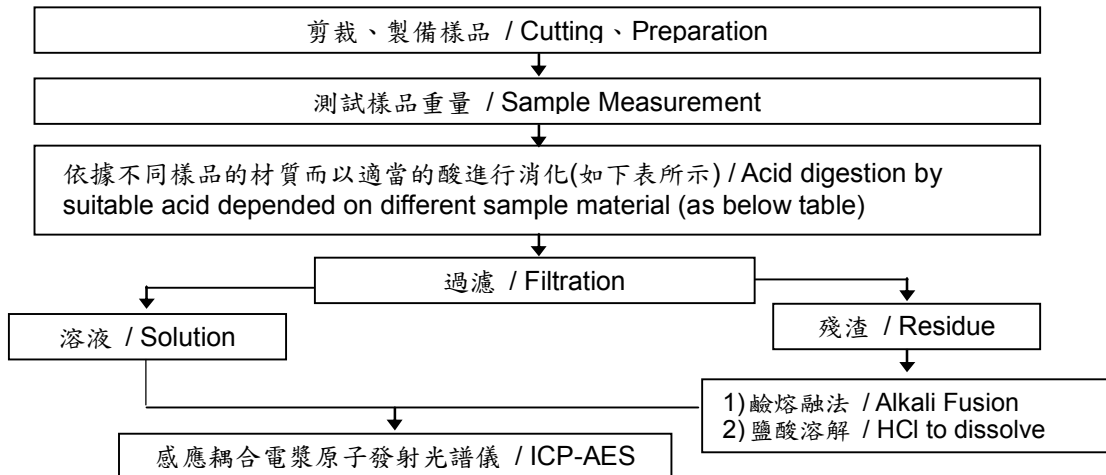 剪裁、製備樣品 / Cutting、Preparation
測試樣品重量 / Sample Measurement
依據不同樣品的材質而以適當的酸進行消化(如下表所示) / Acid digestion by
suitable acid depended on different sample material (as below table)
過濾 / Filtration
溶液 / Solution
殘渣 / Residue
1) 鹼熔融法 / Alkali Fusion
2) 鹽酸溶解 / HCl to dissolve
感應耦合電漿原子發射光譜儀 / ICP-AES